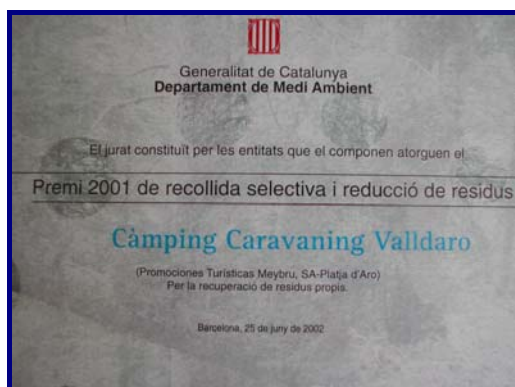 Generalitat de Catalunya
Departament de Medi Ambient
El jurat constituït per les entitats que el componen atorguen el
Premi 2001 de recollida selectiva i reducció de residus
Càmping Caravaning Valldaro
(Promociones Turísticas Meybru, SA-Platja d'Aro)
Per la recuperació de residus propis.
Barcelona, 25 de juny de 2002